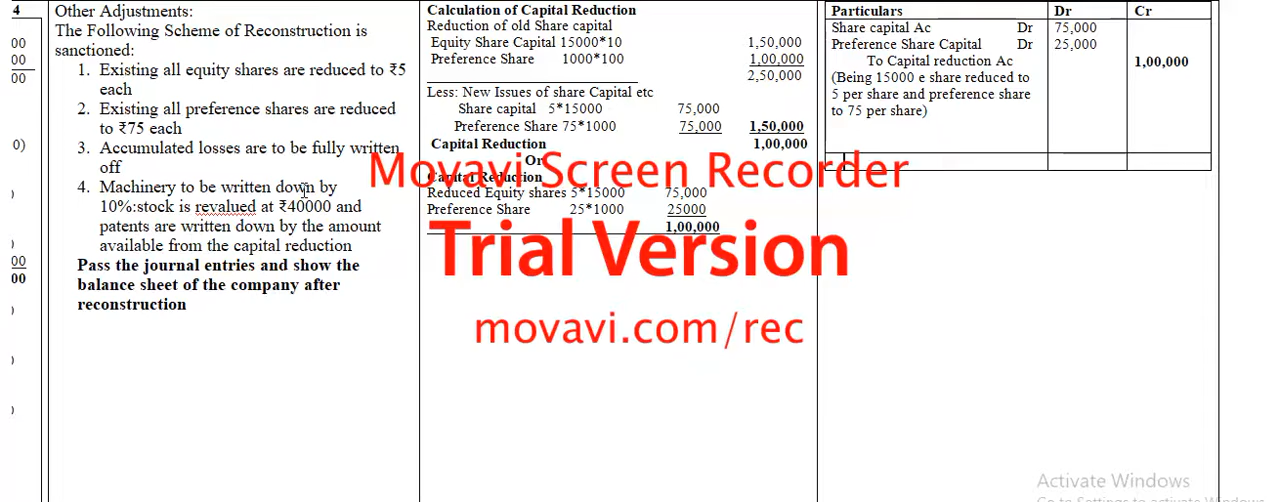 4
00
00
00
0)
)
)
00
00
)
)
)
Other Adjustments:
The Following Scheme of Reconstruction is
sanctioned:
1. Existing all equity shares are reduced to ₹5
each
2. Existing all preference shares are reduced
to ₹75 each
3. Accumulated losses are to be fully written
off
4. Machinery to be written down by
10%:stock is revalued at ₹40000 and
patents are written down by the amount
available from the capital reduction
Pass the journal entries and show the
balance sheet of the company after
reconstruction
Calculation of Capital Reduction
Reduction of old Share capital
Equity Share Capital 15000*10 1,50,000
Preference Share 1000*100 1,00,000
2,50,000
Less: New Issues of share Capital etc
Share capital 5*15000 75,000
Preference Share 75*1000 75,000 1,50,000
Capital Reduction 1,00,000
Or
Capital Reduction
Reduced Equity shares 5*15000 75,000
Preference Share 25*1000 25000
1,00,000
Particulars Dr Cr
Share capital Ac Dr 75,000
Preference Share Capital Dr 25,000
To Capital reduction Ac 1,00,000
(Being 15000 e share reduced to
5 per share and preference share
to 75 per share)
Movavi Screen Recorder
Trial Version
movavi.com/rec
Activate Windows